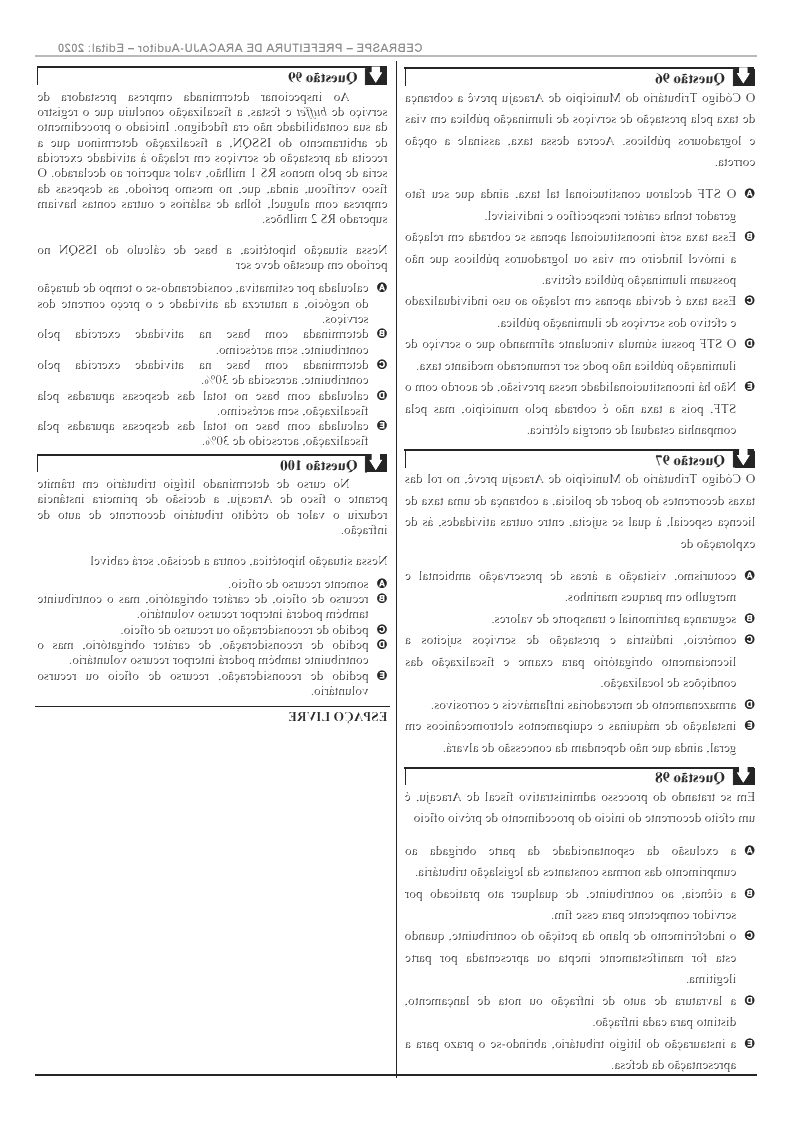 CEBRASPE – PREFEITURA DE ARACAJU-Auditor – Edital: 2020
Questão 96
O Código Tributário do Município de Aracaju prevê a cobrança
de taxa pela prestação de serviços de iluminação pública em vias
e logradouros públicos. Acerca dessa taxa, assinale a opção
correta.
A O STF declarou constitucional tal taxa, ainda que seu fato
gerador tenha caráter inespecífico e indivisível.
B Essa taxa será inconstitucional apenas se cobrada em relação
a imóvel lindeiro em vias ou logradouros públicos que não
possuam iluminação pública efetiva.
C Essa taxa é devida apenas em relação ao uso individualizado
e efetivo dos serviços de iluminação pública.
D O STF possui súmula vinculante afirmando que o serviço de
iluminação pública não pode ser remunerado mediante taxa.
E Não há inconstitucionalidade nessa previsão, de acordo com o
STF, pois a taxa não é cobrada pelo município, mas pela
companhia estadual de energia elétrica.
Questão 97
O Código Tributário do Município de Aracaju prevê, no rol das
taxas decorrentes do poder de polícia, a cobrança de uma taxa de
licença especial, à qual se sujeita, entre outras atividades, às de
exploração de
A ecoturismo, visitação a áreas de preservação ambiental e
mergulho em parques marinhos.
B segurança patrimonial e transporte de valores.
C comércio, indústria e prestação de serviços sujeitos a
licenciamento obrigatório para exame e fiscalização das
condições de localização.
D armazenamento de mercadorias inflamáveis e corrosivos.
E instalação de máquinas e equipamentos eletromecânicos em
geral, ainda que não dependam da concessão de alvará.
Questão 98
Em se tratando do processo administrativo fiscal de Aracaju, é
um efeito decorrente do início do procedimento de prévio ofício
A a exclusão da espontaneidade da parte obrigada ao
cumprimento das normas constantes da legislação tributária.
B a ciência, ao contribuinte, de qualquer ato praticado por
servidor competente para esse fim.
C o indeferimento de plano da petição do contribuinte, quando
esta for manifestamente inepta ou apresentada por parte
ilegítima.
D a lavratura de auto de infração ou nota de lançamento,
distinto para cada infração.
E a instauração do litígio tributário, abrindo-se o prazo para a
apresentação da defesa.
Questão 99
Ao inspecionar determinada empresa prestadora de
serviço de buffet e festas, a fiscalização concluiu que o registro
da sua contabilidade não era fidedigno. Iniciado o procedimento
de arbitramento do ISSQN, a fiscalização determinou que a
receita da prestação de serviços em relação à atividade exercida
seria de pelo menos R$ 1 milhão, valor superior ao declarado. O
fisco verificou, ainda, que, no mesmo período, as despesas da
empresa com aluguel, folha de salários e outras contas haviam
superado R$ 2 milhões.
Nessa situação hipotética, a base de cálculo do ISSQN no
período em questão deve ser
A calculada por estimativa, considerando-se o tempo de duração
do negócio, a natureza da atividade e o preço corrente dos
serviços.
B determinada com base na atividade exercida pelo
contribuinte, sem acréscimo.
C determinada com base na atividade exercida pelo
contribuinte, acrescida de 30%.
D calculada com base no total das despesas apuradas pela
fiscalização, sem acréscimo.
E calculada com base no total das despesas apuradas pela
fiscalização, acrescido de 30%.
Questão 100
No curso de determinado litígio tributário em trâmite
perante o fisco de Aracaju, a decisão de primeira instância
reduziu o valor do crédito tributário decorrente de auto de
infração.
Nessa situação hipotética, contra a decisão, será cabível
A somente recurso de ofício.
B recurso de ofício, de caráter obrigatório, mas o contribuinte
também poderá interpor recurso voluntário.
C pedido de reconsideração ou recurso de ofício.
D pedido de reconsideração, de caráter obrigatório, mas o
contribuinte também poderá interpor recurso voluntário.
E pedido de reconsideração, recurso de ofício ou recurso
voluntário.
ESPAÇO LIVRE